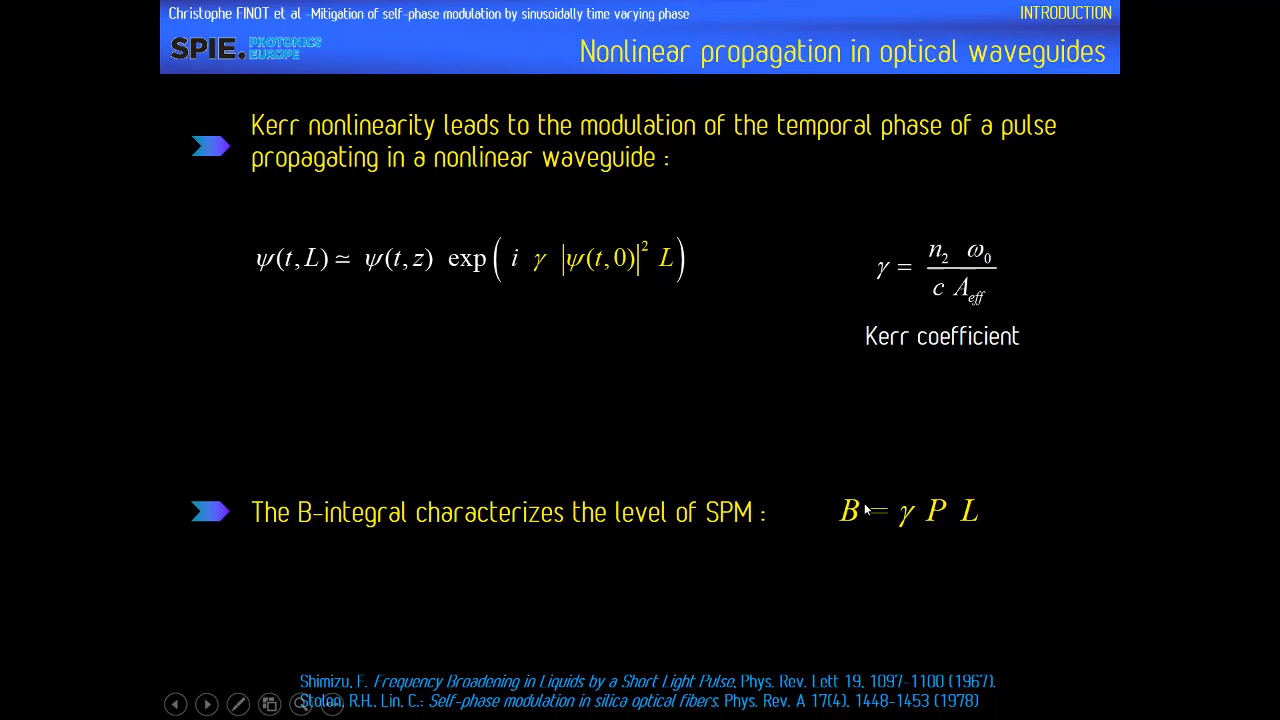 Christophe FINOT et al -Mitigation of self-phase modulation by sinusoidally time varying phase
INTRODUCTION
SPIE. PHOTONICS EUROPE
Nonlinear propagation in optical waveguides
Kerr nonlinearity leads to the modulation of the temporal phase of a pulse
propagating in a nonlinear waveguide :
ψ(t, L) ≃ ψ(t, z) exp( i γ |ψ(t, 0)|² L )
γ = n₂ ω₀ / c A_eff
Kerr coefficient
The B-integral characterizes the level of SPM :
B = γ P L
Shimizu, F. Frequency Broadening in Liquids by a Short Light Pulse, Phys. Rev. Lett 19, 1097-1100 (1967).
Stolen, R.H., Lin, C.: Self-phase modulation in silica optical fibers. Phys. Rev. A 17(4), 1448-1453 (1978)